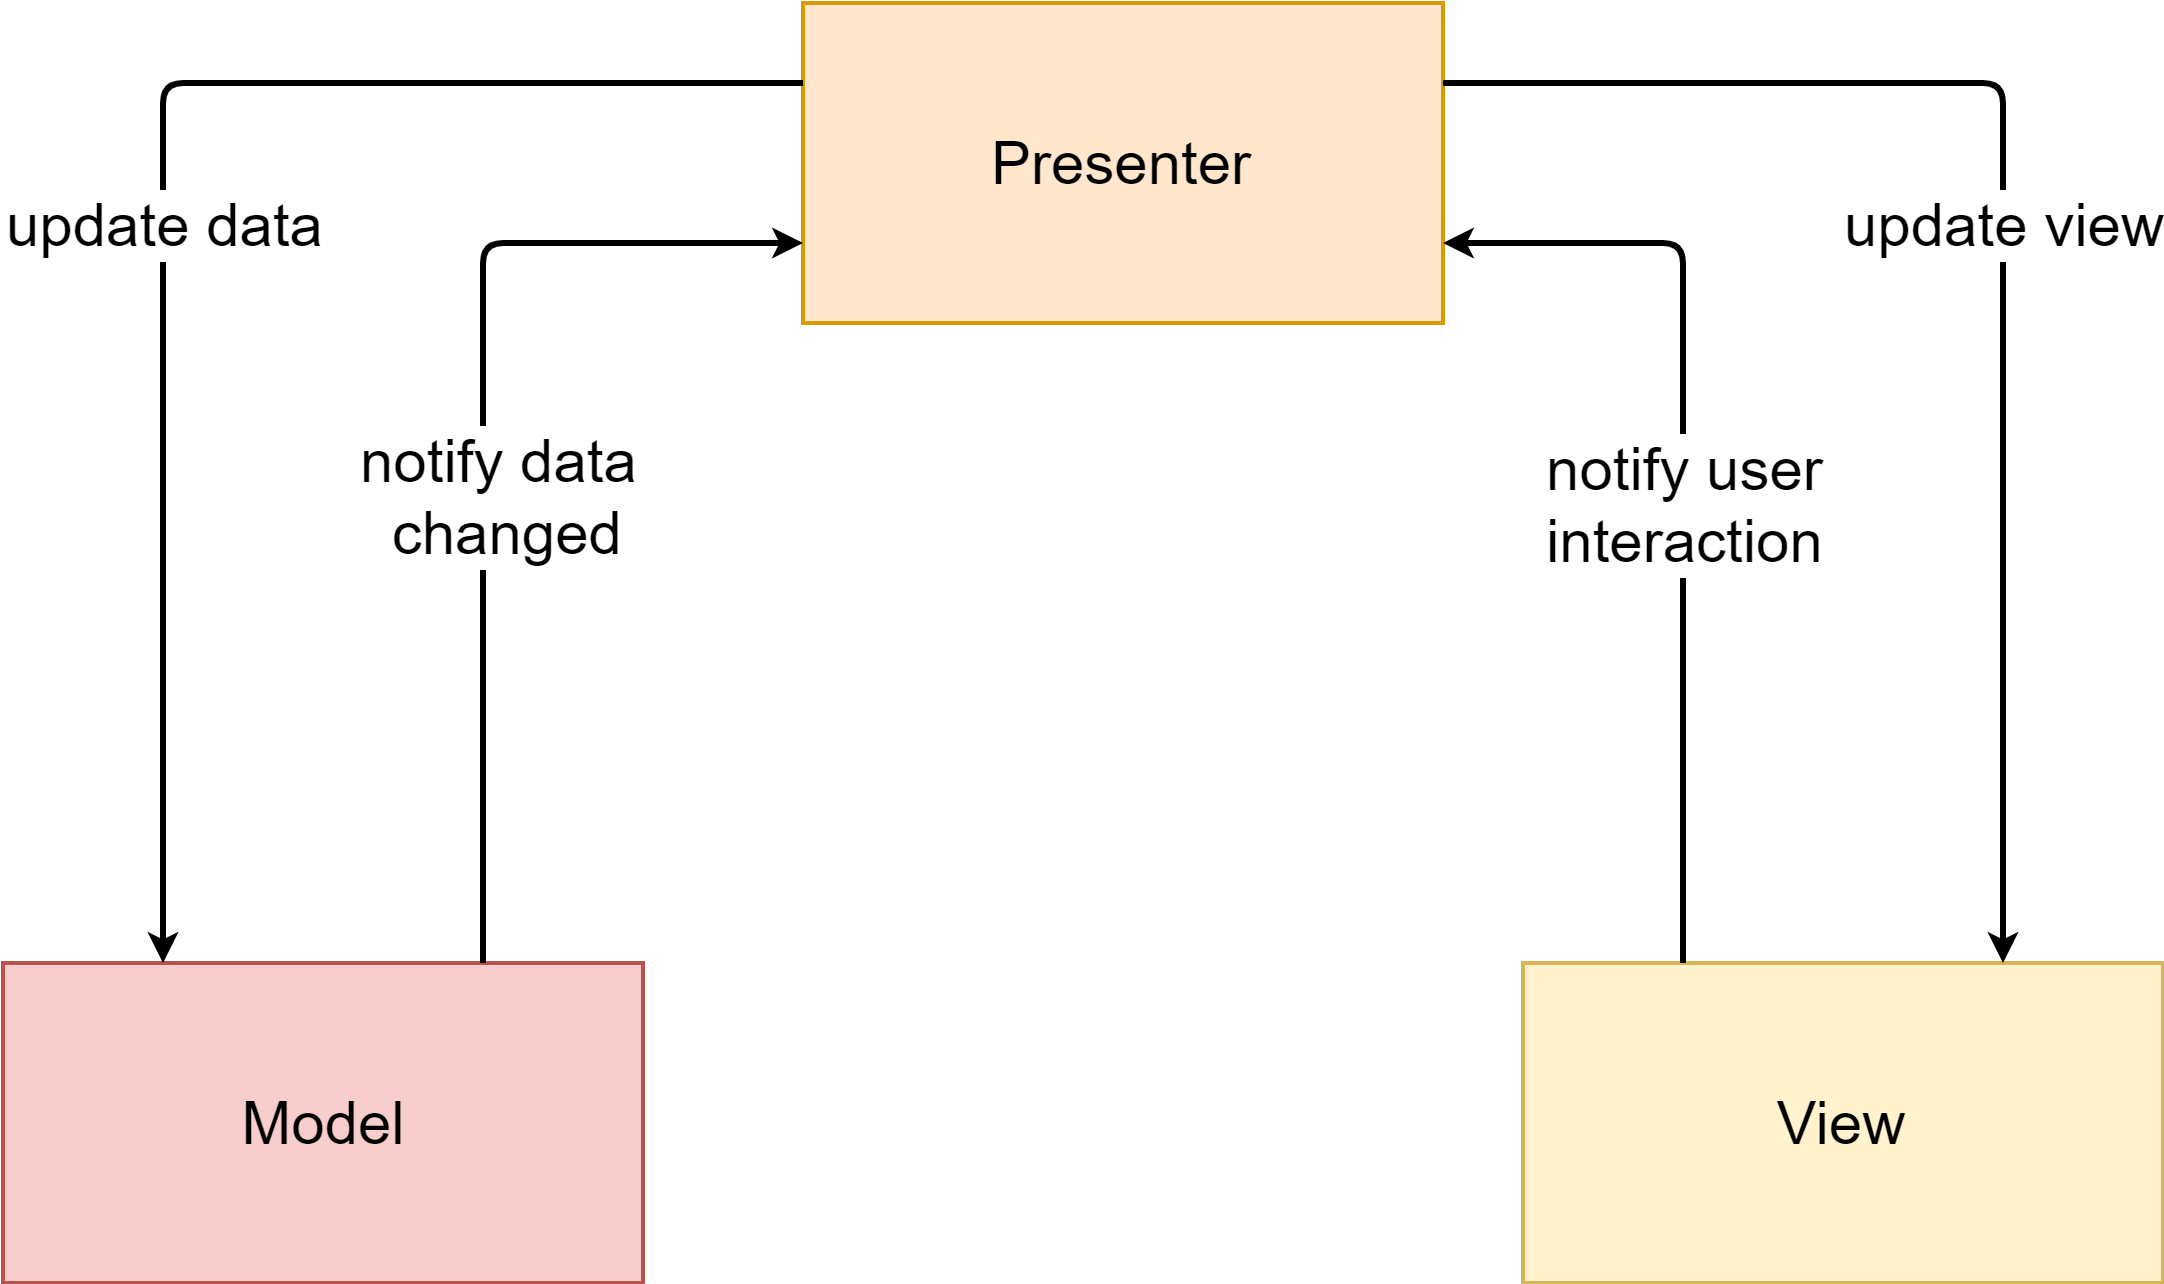 Presenter
update data
update view
notify data
changed
notify user
interaction
Model
View